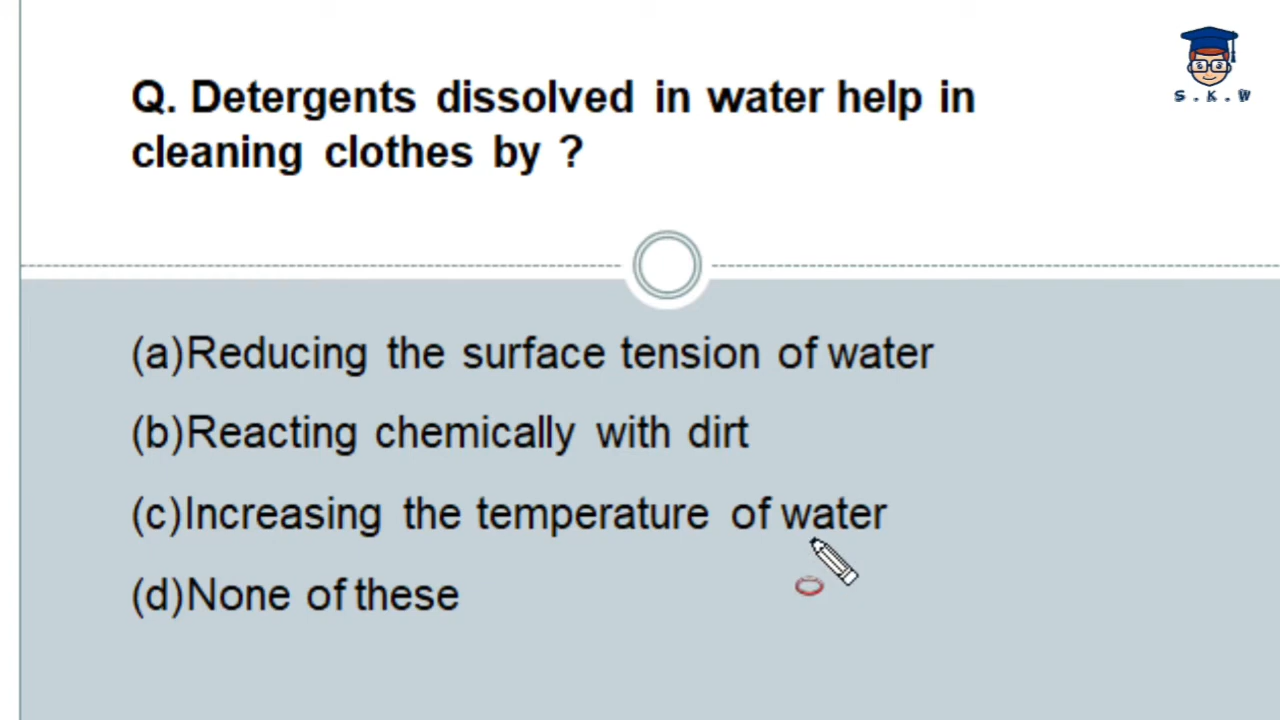 S . K . W
Q. Detergents dissolved in water help in
cleaning clothes by ?
(a)Reducing the surface tension of water
(b)Reacting chemically with dirt
(c)Increasing the temperature of water
(d)None of these